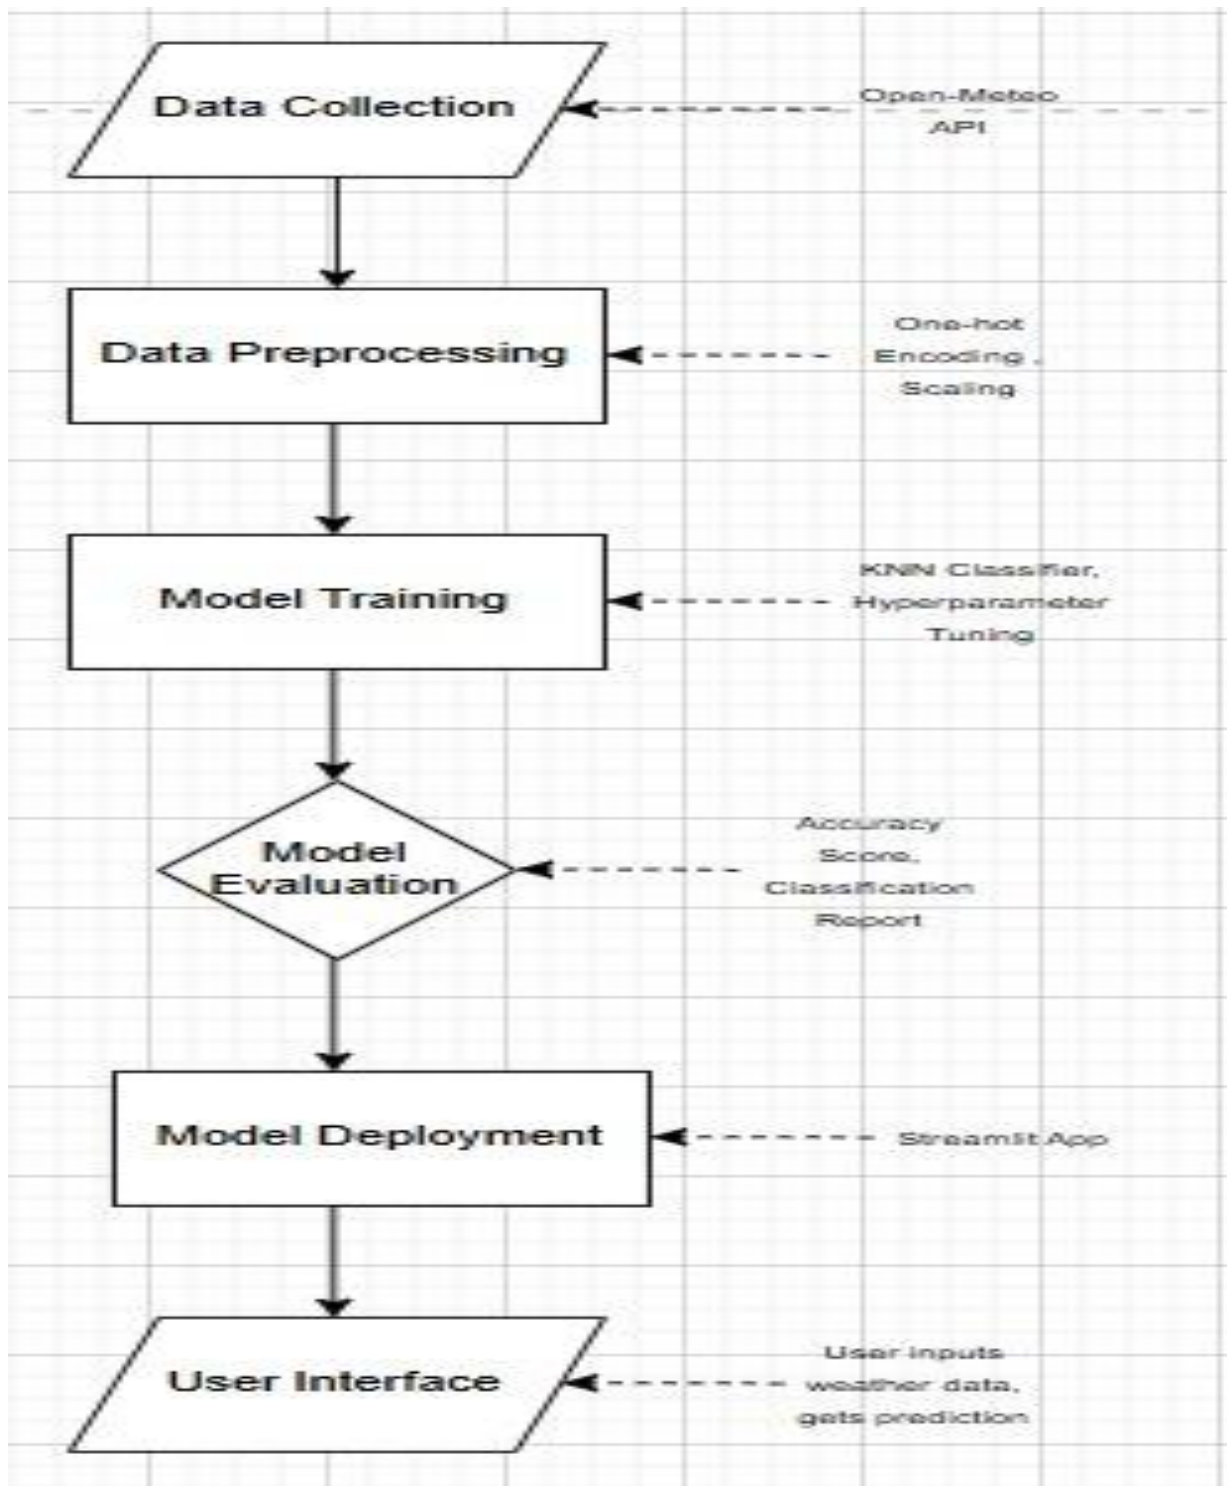 Data Collection
Open-Meteo
API
Data Preprocessing
One-hot
Encoding ,
Scaling
Model Training
KNN Classifier,
Hyperparameter
Tuning
Model
Evaluation
Accuracy
Score,
Classification
Report
Model Deployment
Streamlit App
User Interface
User inputs
weather data,
gets prediction